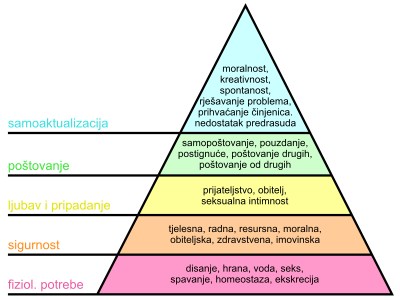 moralnost,
kreativnost,
spontanost,
rješavanje problema,
prihvaćanje činjenica.
nedostatak predrasuda
samoaktualizacija
samopoštovanje, pouzdanje,
postignuće, poštovanje drugih,
poštovanje od drugih
poštovanje
prijateljstvo, obitelj,
seksualna intimnost
ljubav i pripadanje
tjelesna, radna, resursna, moralna,
obiteljska, zdravstvena, imovinska
sigurnost
disanje, hrana, voda, seks,
spavanje, homeostaza, ekskrecija
fiziol. potrebe